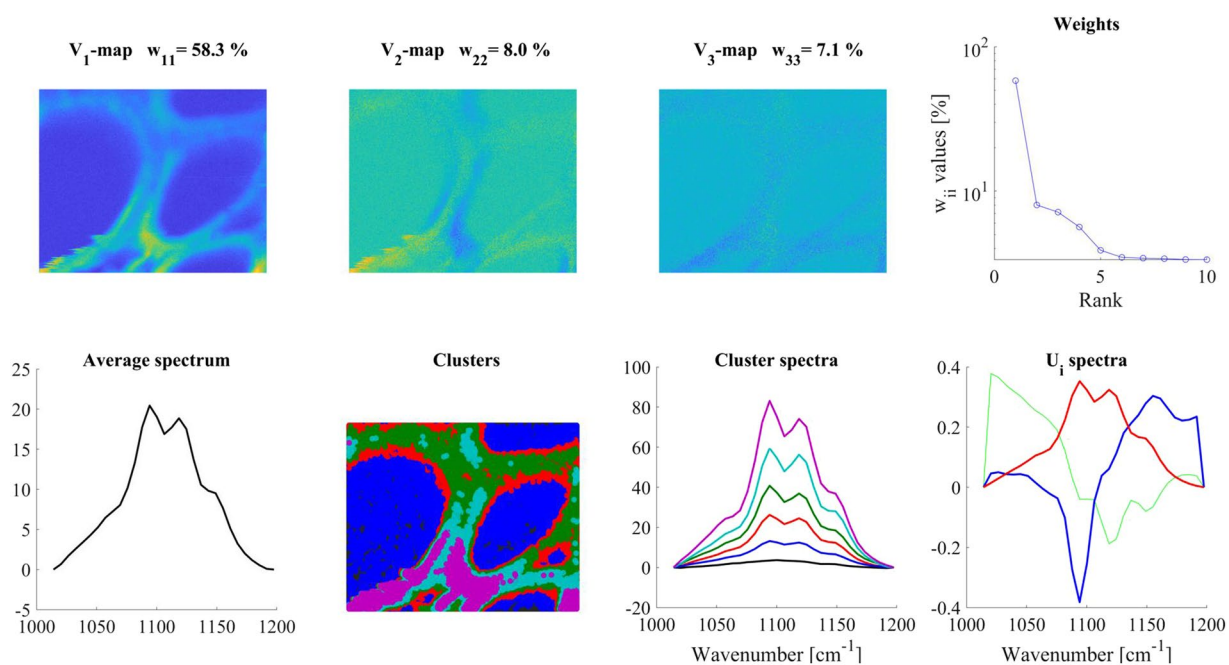 V1-map w11= 58.3 %
V2-map w22= 8.0 %
V3-map w33= 7.1 %
Weights
10^2
10^1
wii values [%]
0 5 10
Rank
Average spectrum
25
20
15
10
5
0
-5
1000 1050 1100 1150 1200
Clusters
Cluster spectra
100
80
60
40
20
0
-20
1000 1050 1100 1150 1200
Wavenumber [cm-1]
Ui spectra
0.4
0.2
0
-0.2
-0.4
1000 1050 1100 1150 1200
Wavenumber [cm-1]